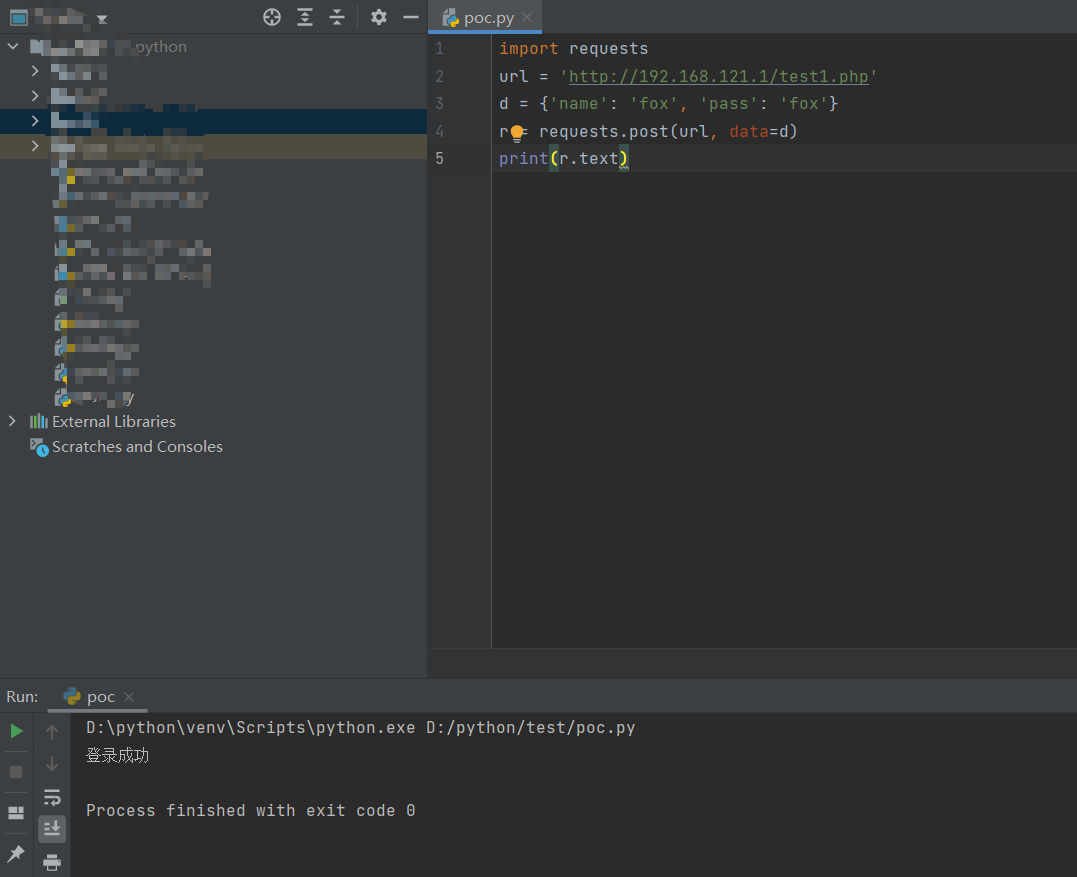 poc.py
python
1 import requests
2 url = 'http://192.168.121.1/test1.php'
3 d = {'name': 'fox', 'pass': 'fox'}
4 r = requests.post(url, data=d)
5 print(r.text)
External Libraries
Scratches and Consoles
Run: poc
D:\python\venv\Scripts\python.exe D:/python/test/poc.py
登录成功
Process finished with exit code 0